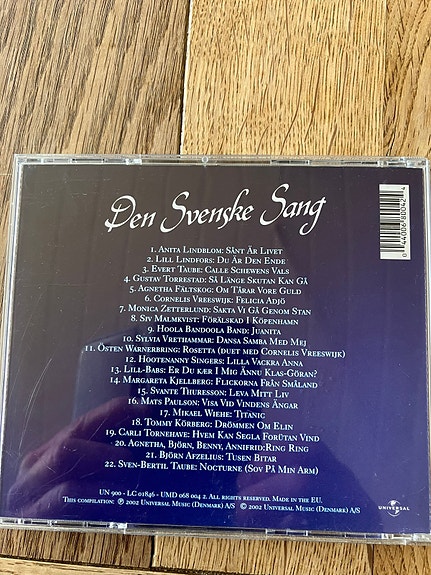 Den Svenske Sang
1. Anita Lindblom: Sånt Är Livet
2. Lill Lindfors: Du Är Den Ende
3. Evert Taube: Calle Schewens Vals
4. Gustav Torrestad: Så Länge Skutan Kan Gå
5. Agnetha Fältskog: Om Tårar Vore Guld
6. Cornelis Vreeswijk: Felicia Adjö
7. Monica Zetterlund: Sakta Vi Gå Genom Stan
8. Siv Malmkvist: Förälskad I Köpenhamn
9. Hoola Bandoola Band: Juanita
10. Sylvia Vrethammar: Dansa Samba Med Mej
11. Östen Warnerbring: Rosetta (duet med Cornelis Vreeswijk)
12. Hootenanny Singers: Lilla Vackra Anna
13. Lill-Babs: Er Du kær I Mig Ännu Klas-Göran?
14. Margareta Kjellberg: Flickorna Från Småland
15. Svante Thuresson: Leva Mitt Liv
16. Mats Paulson: Visa Vid Vindens Ängar
17. Mikael Wiehe: Titanic
18. Tommy Körberg: Drömmen Om Elin
19. Carli Tornehave: Hvem Kan Segla Forütan Vind
20. Agnetha, Björn, Benny, Annifrid:Ring Ring
21. Björn Afzelius: Tusen Bitar
22. Sven-Bertil Taube: Nocturne (Sov På Min Arm)
UN 900 - LC 01846 - UMD 068 004 2. All rights reserved. Made in the EU.
This compilation: ℗ 2002 Universal Music (Denmark) A/S © 2002 Universal Music (Denmark) A/S
UNIVERSAL